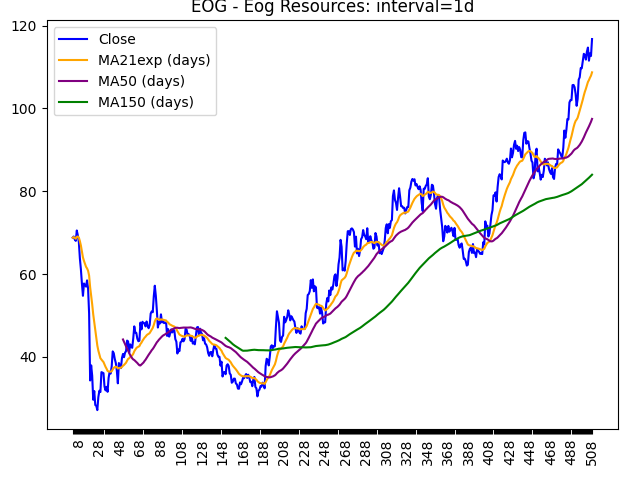 EOG - Eog Resources: interval=1d
Close
MA21exp (days)
MA50 (days)
MA150 (days)
120
100
80
60
40
8 28 48 68 88 108 128 148 168 188 208 228 248 268 288 308 328 348 368 388 408 428 448 468 488 508